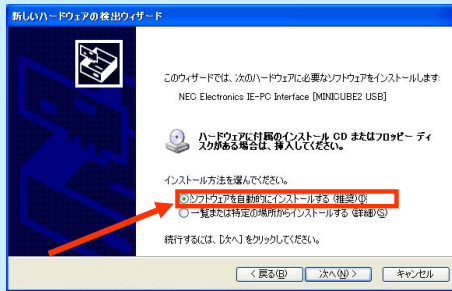 新しいハードウェアの検出ウィザード
このウィザードでは、次のハードウェアに必要なソフトウェアをインストールします:
NEC Electronics IE-PC Interface [MINICUBE2 USB]
ハードウェアに付属のインストール CD またはフロッピー ディ
スクがある場合は、挿入してください。
インストール方法を選んでください。
ソフトウェアを自動的にインストールする (推奨)(I)
一覧または特定の場所からインストールする (詳細)(S)
続行するには、[次へ] をクリックしてください。
< 戻る(B)
次へ(N) >
キャンセル